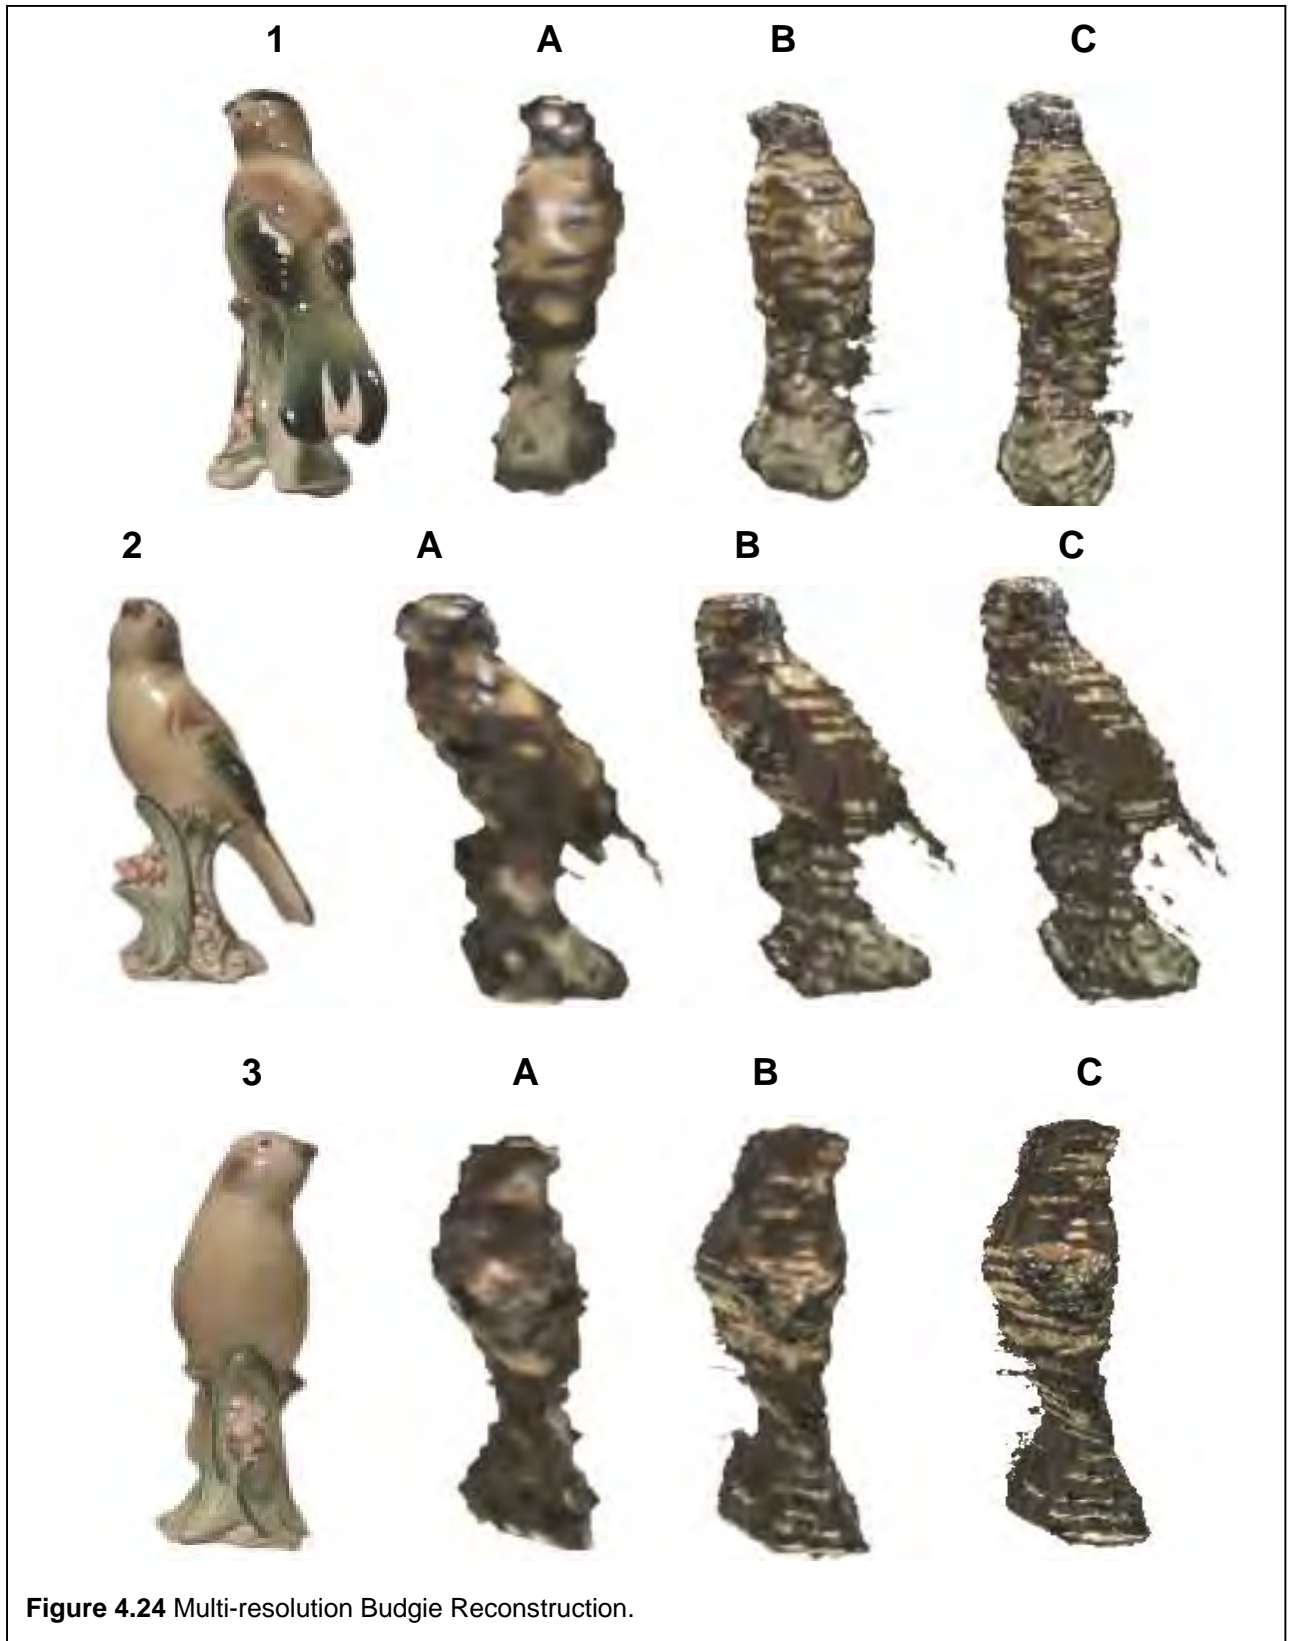 1 A B C
2 A B C
3 A B C
Figure 4.24 Multi-resolution Budgie Reconstruction.